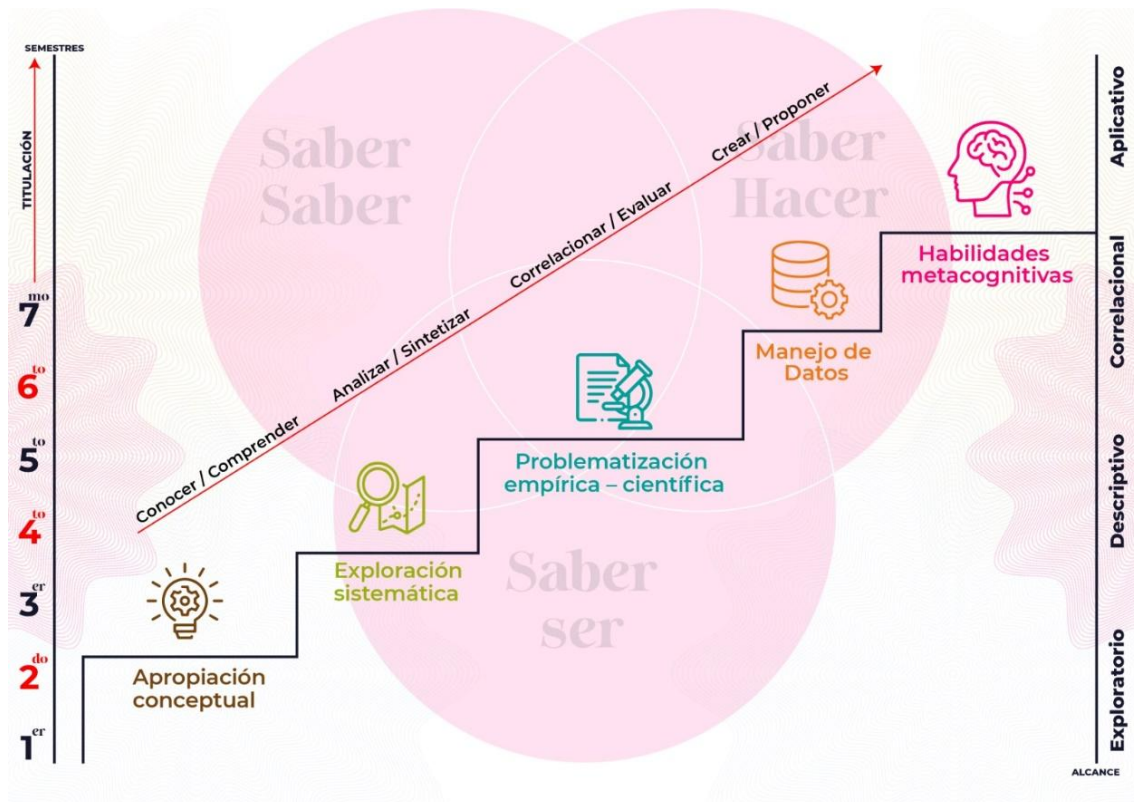 SEMESTRES
TITULACIÓN
7mo
6to
5to
4to
3er
2do
1er
Saber
Saber
Saber
Hacer
Saber
ser
Conocer / Comprender
Analizar / Sintetizar
Correlacionar / Evaluar
Crear / Proponer
Apropiación
conceptual
Exploración
sistemática
Problematización
empírica – científica
Manejo de
Datos
Habilidades
metacognitivas
Aplicativo
Correlacional
Descriptivo
Exploratorio
ALCANCE